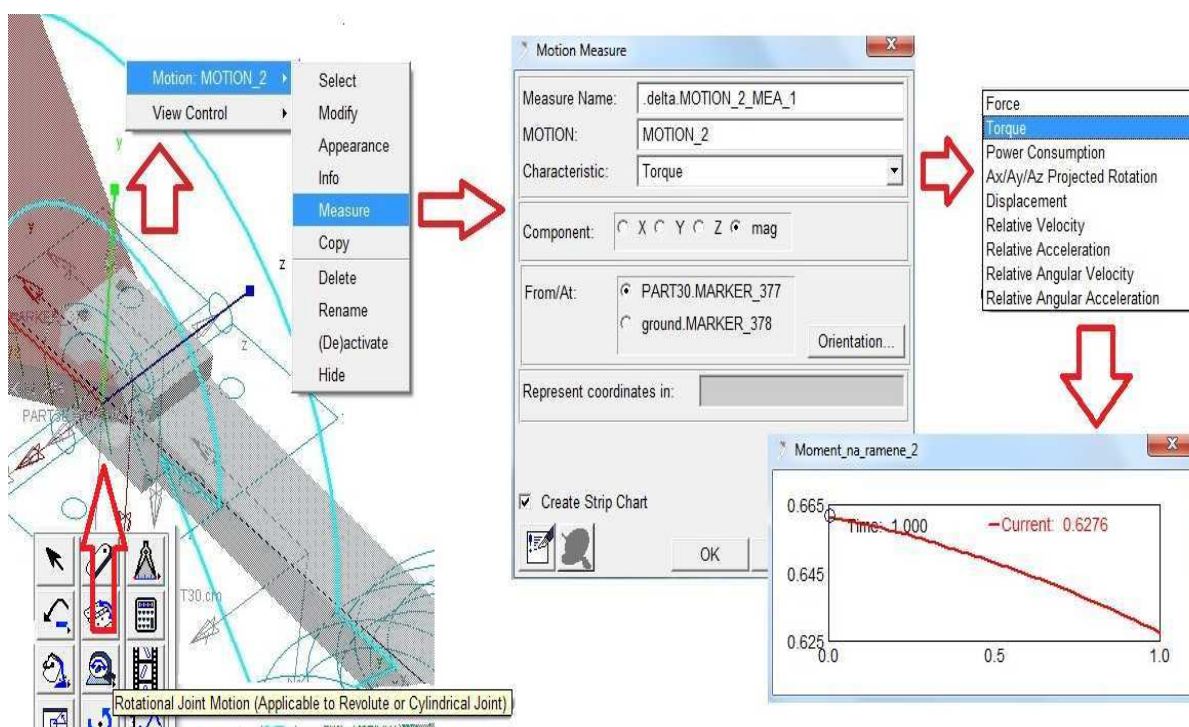 Motion: MOTION_2
View Control
Select
Modify
Appearance
Info
Measure
Copy
Delete
Rename
(De)activate
Hide
y
z
y
z
T30.cm
Rotational Joint Motion (Applicable to Revolute or Cylindrical Joint)
Motion Measure
Measure Name: .delta.MOTION_2_MEA_1
MOTION: MOTION_2
Characteristic: Torque
Component: X Y Z mag
From/At: PART30.MARKER_377
ground.MARKER_378
Orientation...
Represent coordinates in:
Create Strip Chart
OK
Force
Torque
Power Consumption
Ax/Ay/Az Projected Rotation
Displacement
Relative Velocity
Relative Acceleration
Relative Angular Velocity
Relative Angular Acceleration
Moment_na_ramene_2
0.665
Time: 1.000 Current: 0.6276
0.645
0.625
0.0 0.5 1.0